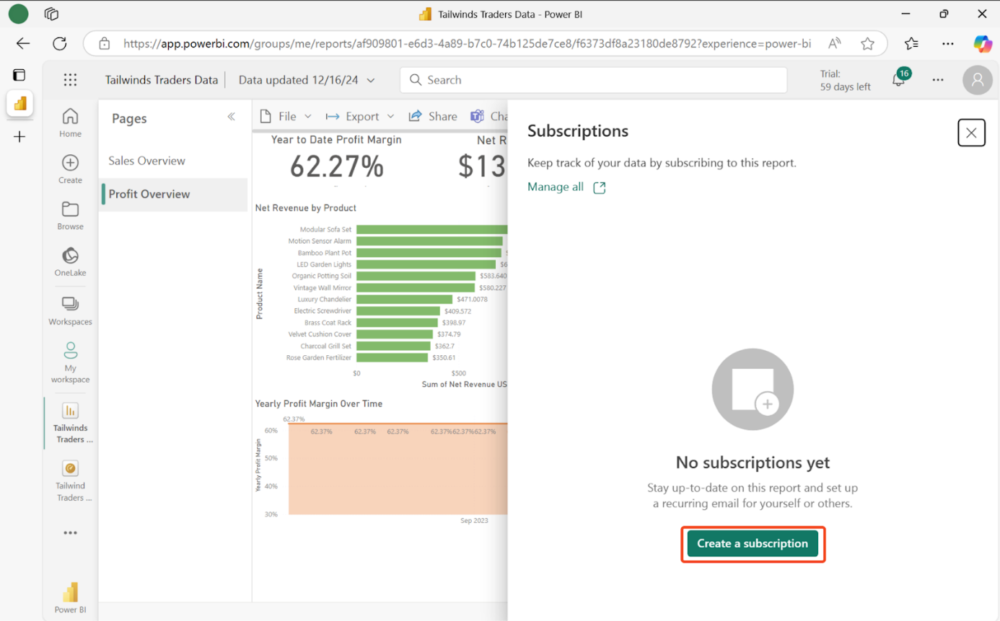 Tailwinds Traders Data - Power BI
https://app.powerbi.com/groups/me/reports/af909801-e6d3-4a89-b7c0-74b125de7ce8/f6373df8a23180de8792?experience=power-bi
Tailwinds Traders Data
Data updated 12/16/24
Search
Trial:
59 days left
16
Home
Create
Browse
OneLake
Workspaces
My
workspace
Tailwinds
Traders ...
Tailwind
Traders ...
Power BI
Pages
Sales Overview
Profit Overview
File
Export
Share
Cha
Year to Date Profit Margin
62.27%
Net R
$13
Net Revenue by Product
Product Name
Modular Sofa Set
Motion Sensor Alarm
Bamboo Plant Pot
LED Garden Lights $6
Organic Potting Soil $583.640
Vintage Wall Mirror $580.227
Luxury Chandelier $471.0078
Electric Screwdriver $409.572
Brass Coat Rack $398.97
Velvet Cushion Cover $374.79
Charcoal Grill Set $362.7
Rose Garden Fertilizer $350.61
$0 $500
Sum of Net Revenue US
Yearly Profit Margin Over Time
Yearly Profit Margin
62.37%
60% 62.37% 62.37% 62.37% 62.37%62.37%62.37%
50%
40%
30%
Sep 2023
Subscriptions
Keep track of your data by subscribing to this report.
Manage all
No subscriptions yet
Stay up-to-date on this report and set up
a recurring email for yourself or others.
Create a subscription